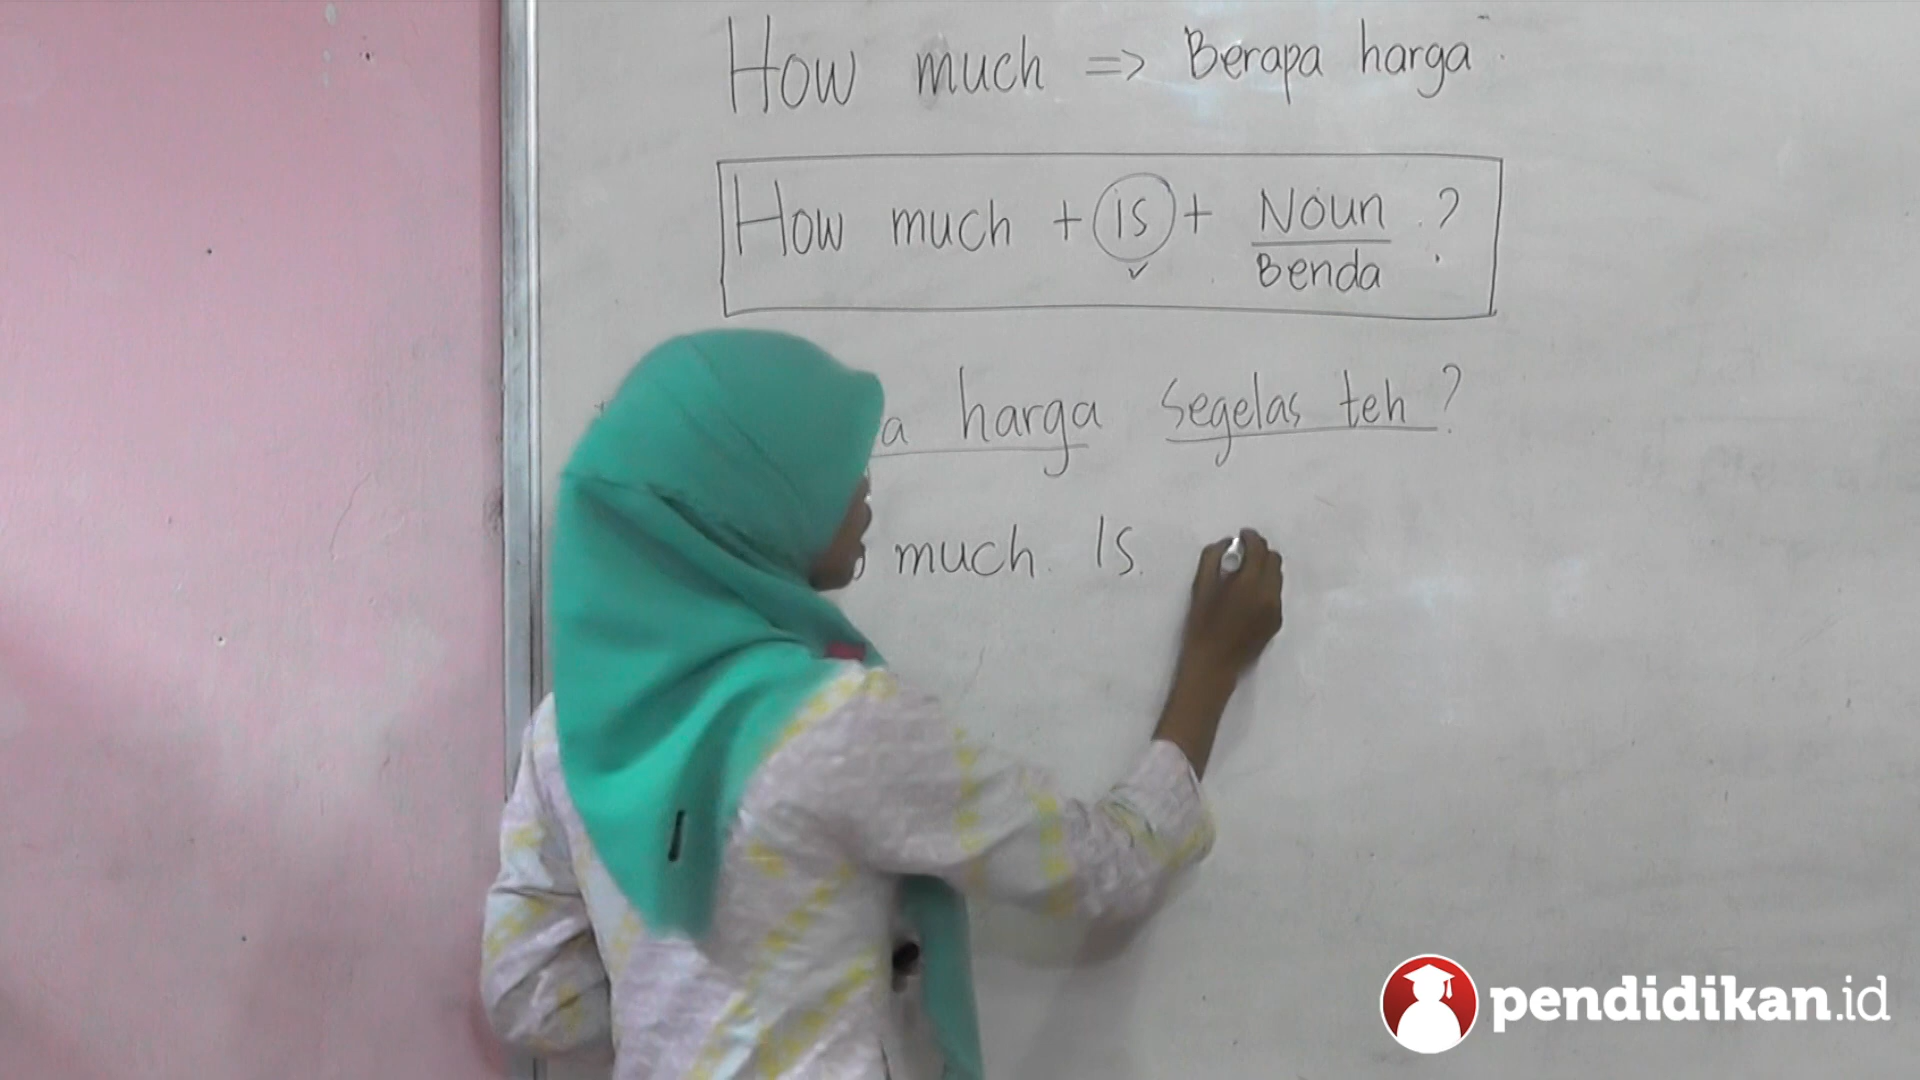 How much => Berapa harga
How much + is + Noun ?
Benda
harga segelas teh ?
much Is
pendidikan.id